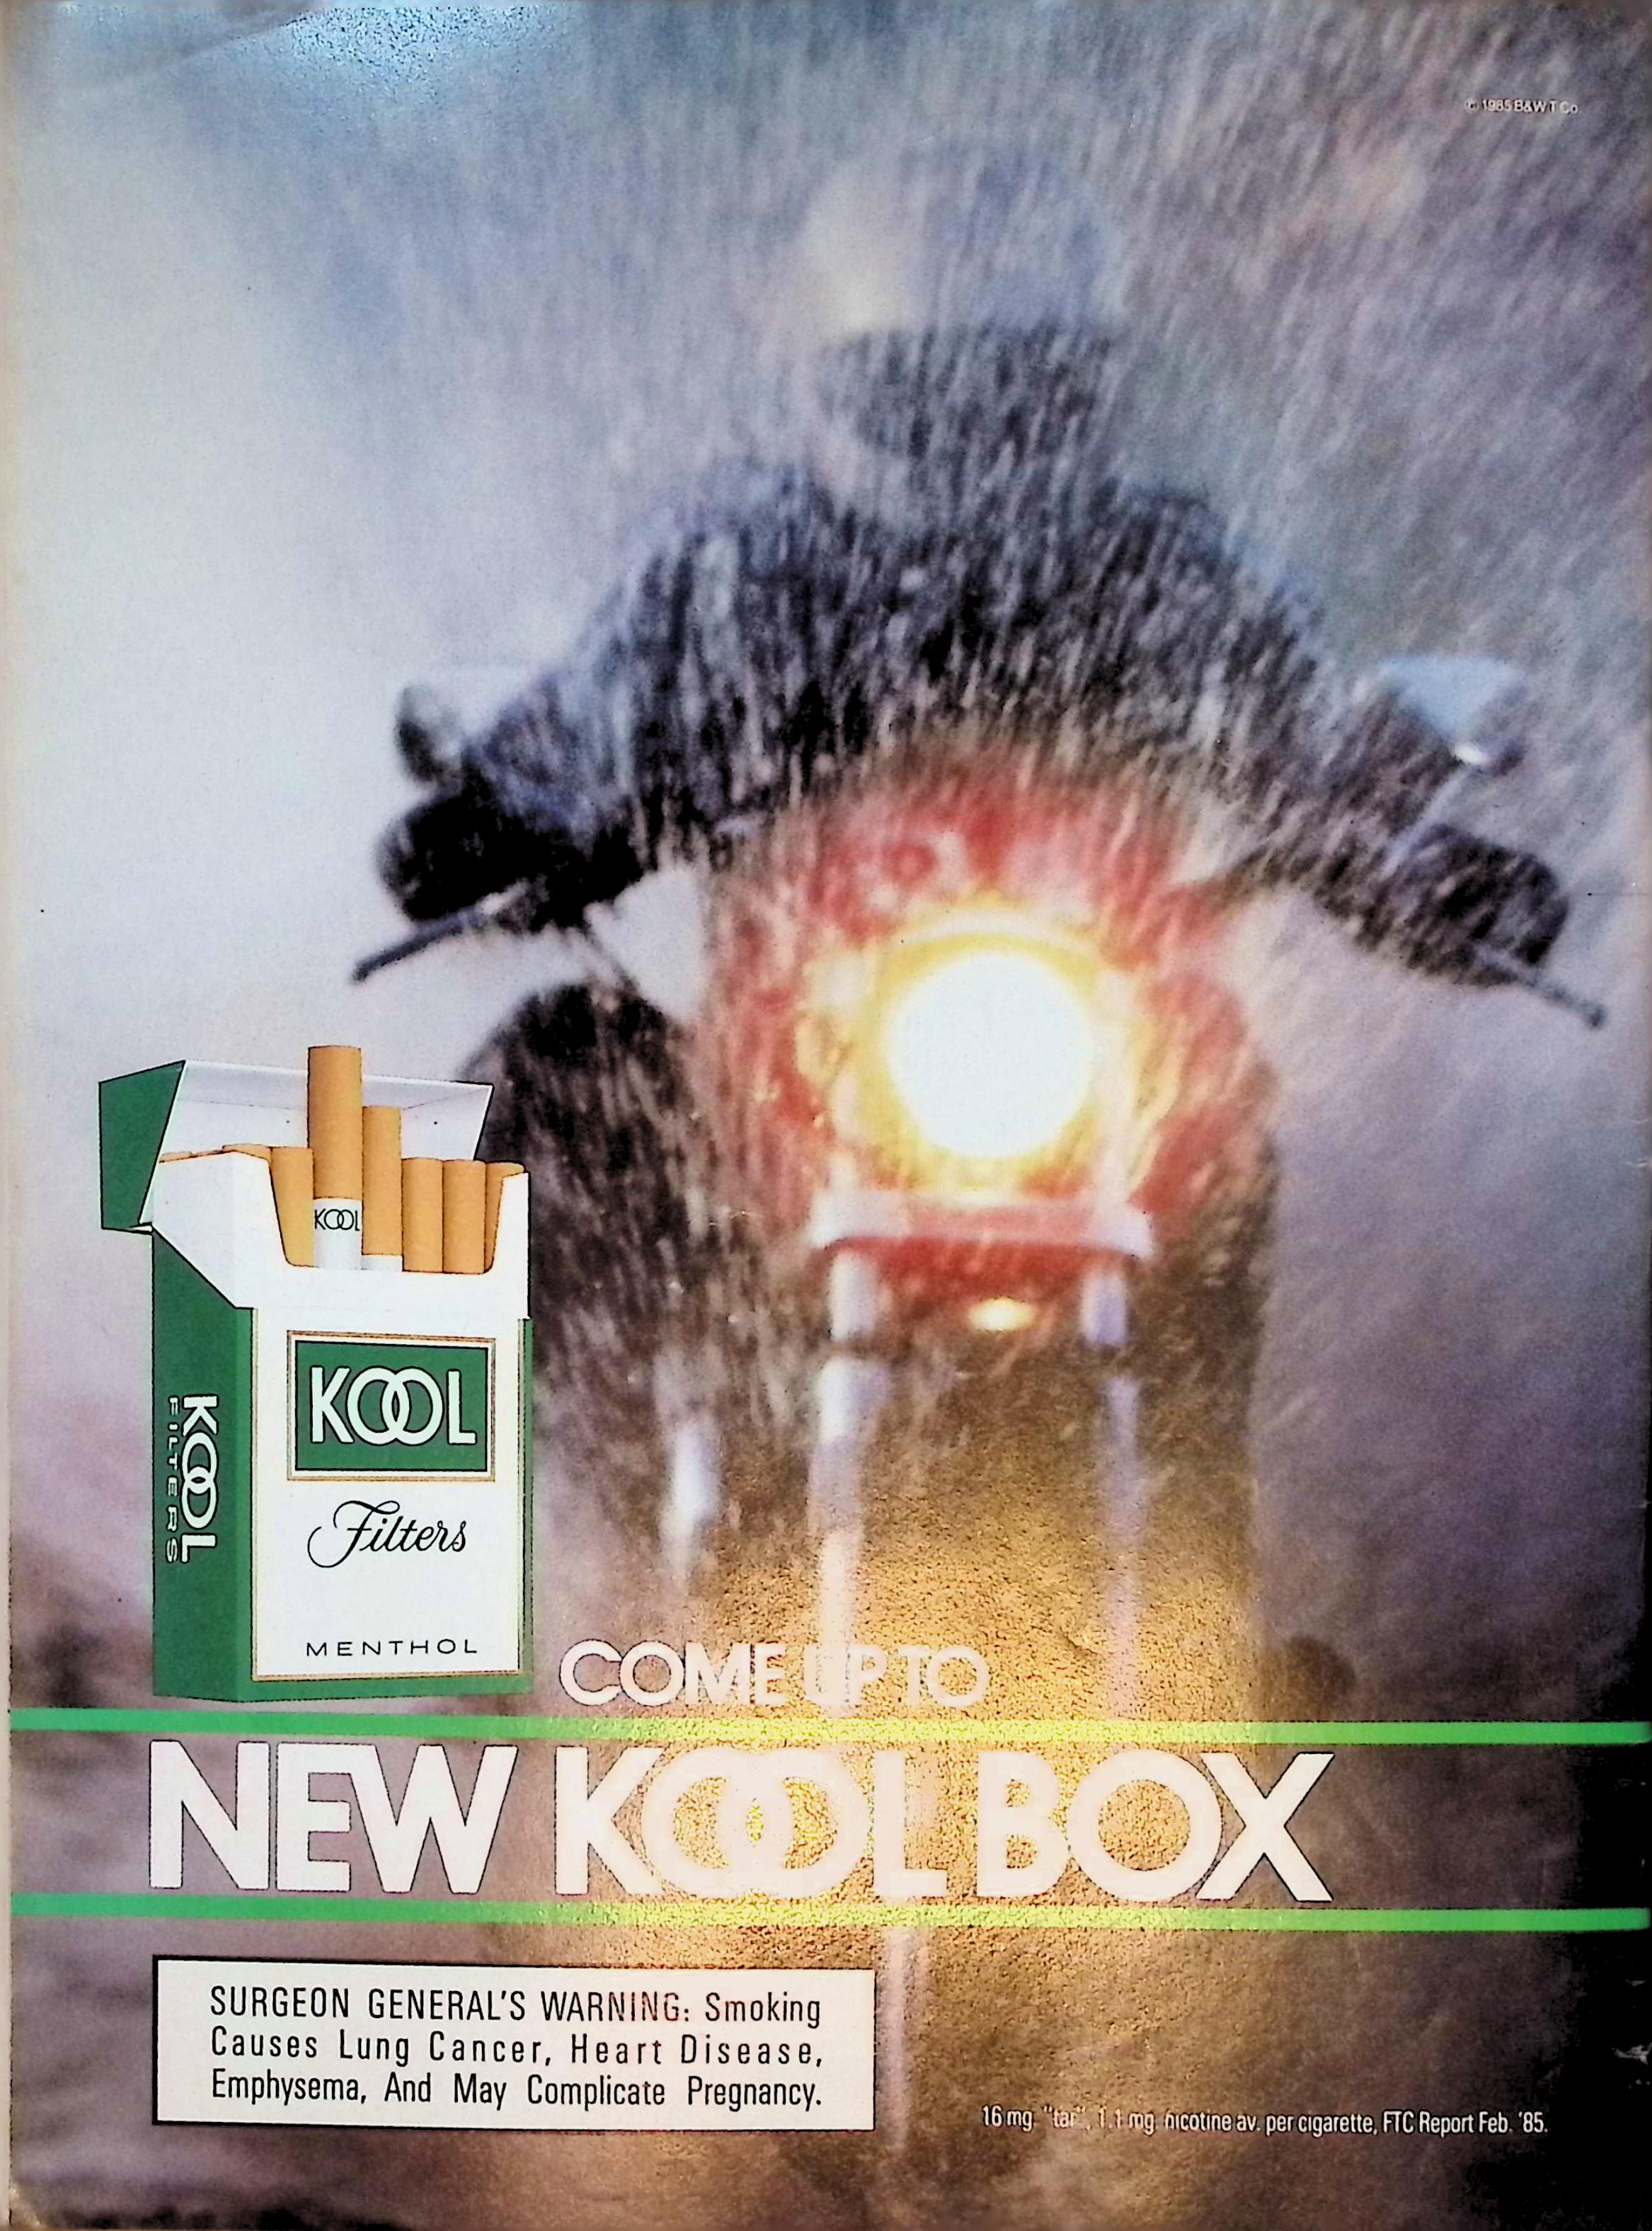 © 1985 B&W T Co.
KOOL
KOOL
Filters
MENTHOL
KOOL
FILTERS
COME UP TO
NEW KOOL BOX
SURGEON GENERAL'S WARNING: Smoking
Causes Lung Cancer, Heart Disease,
Emphysema, And May Complicate Pregnancy.
16 mg. "tar", 1.1 mg. nicotine av. per cigarette, FTC Report Feb. '85.